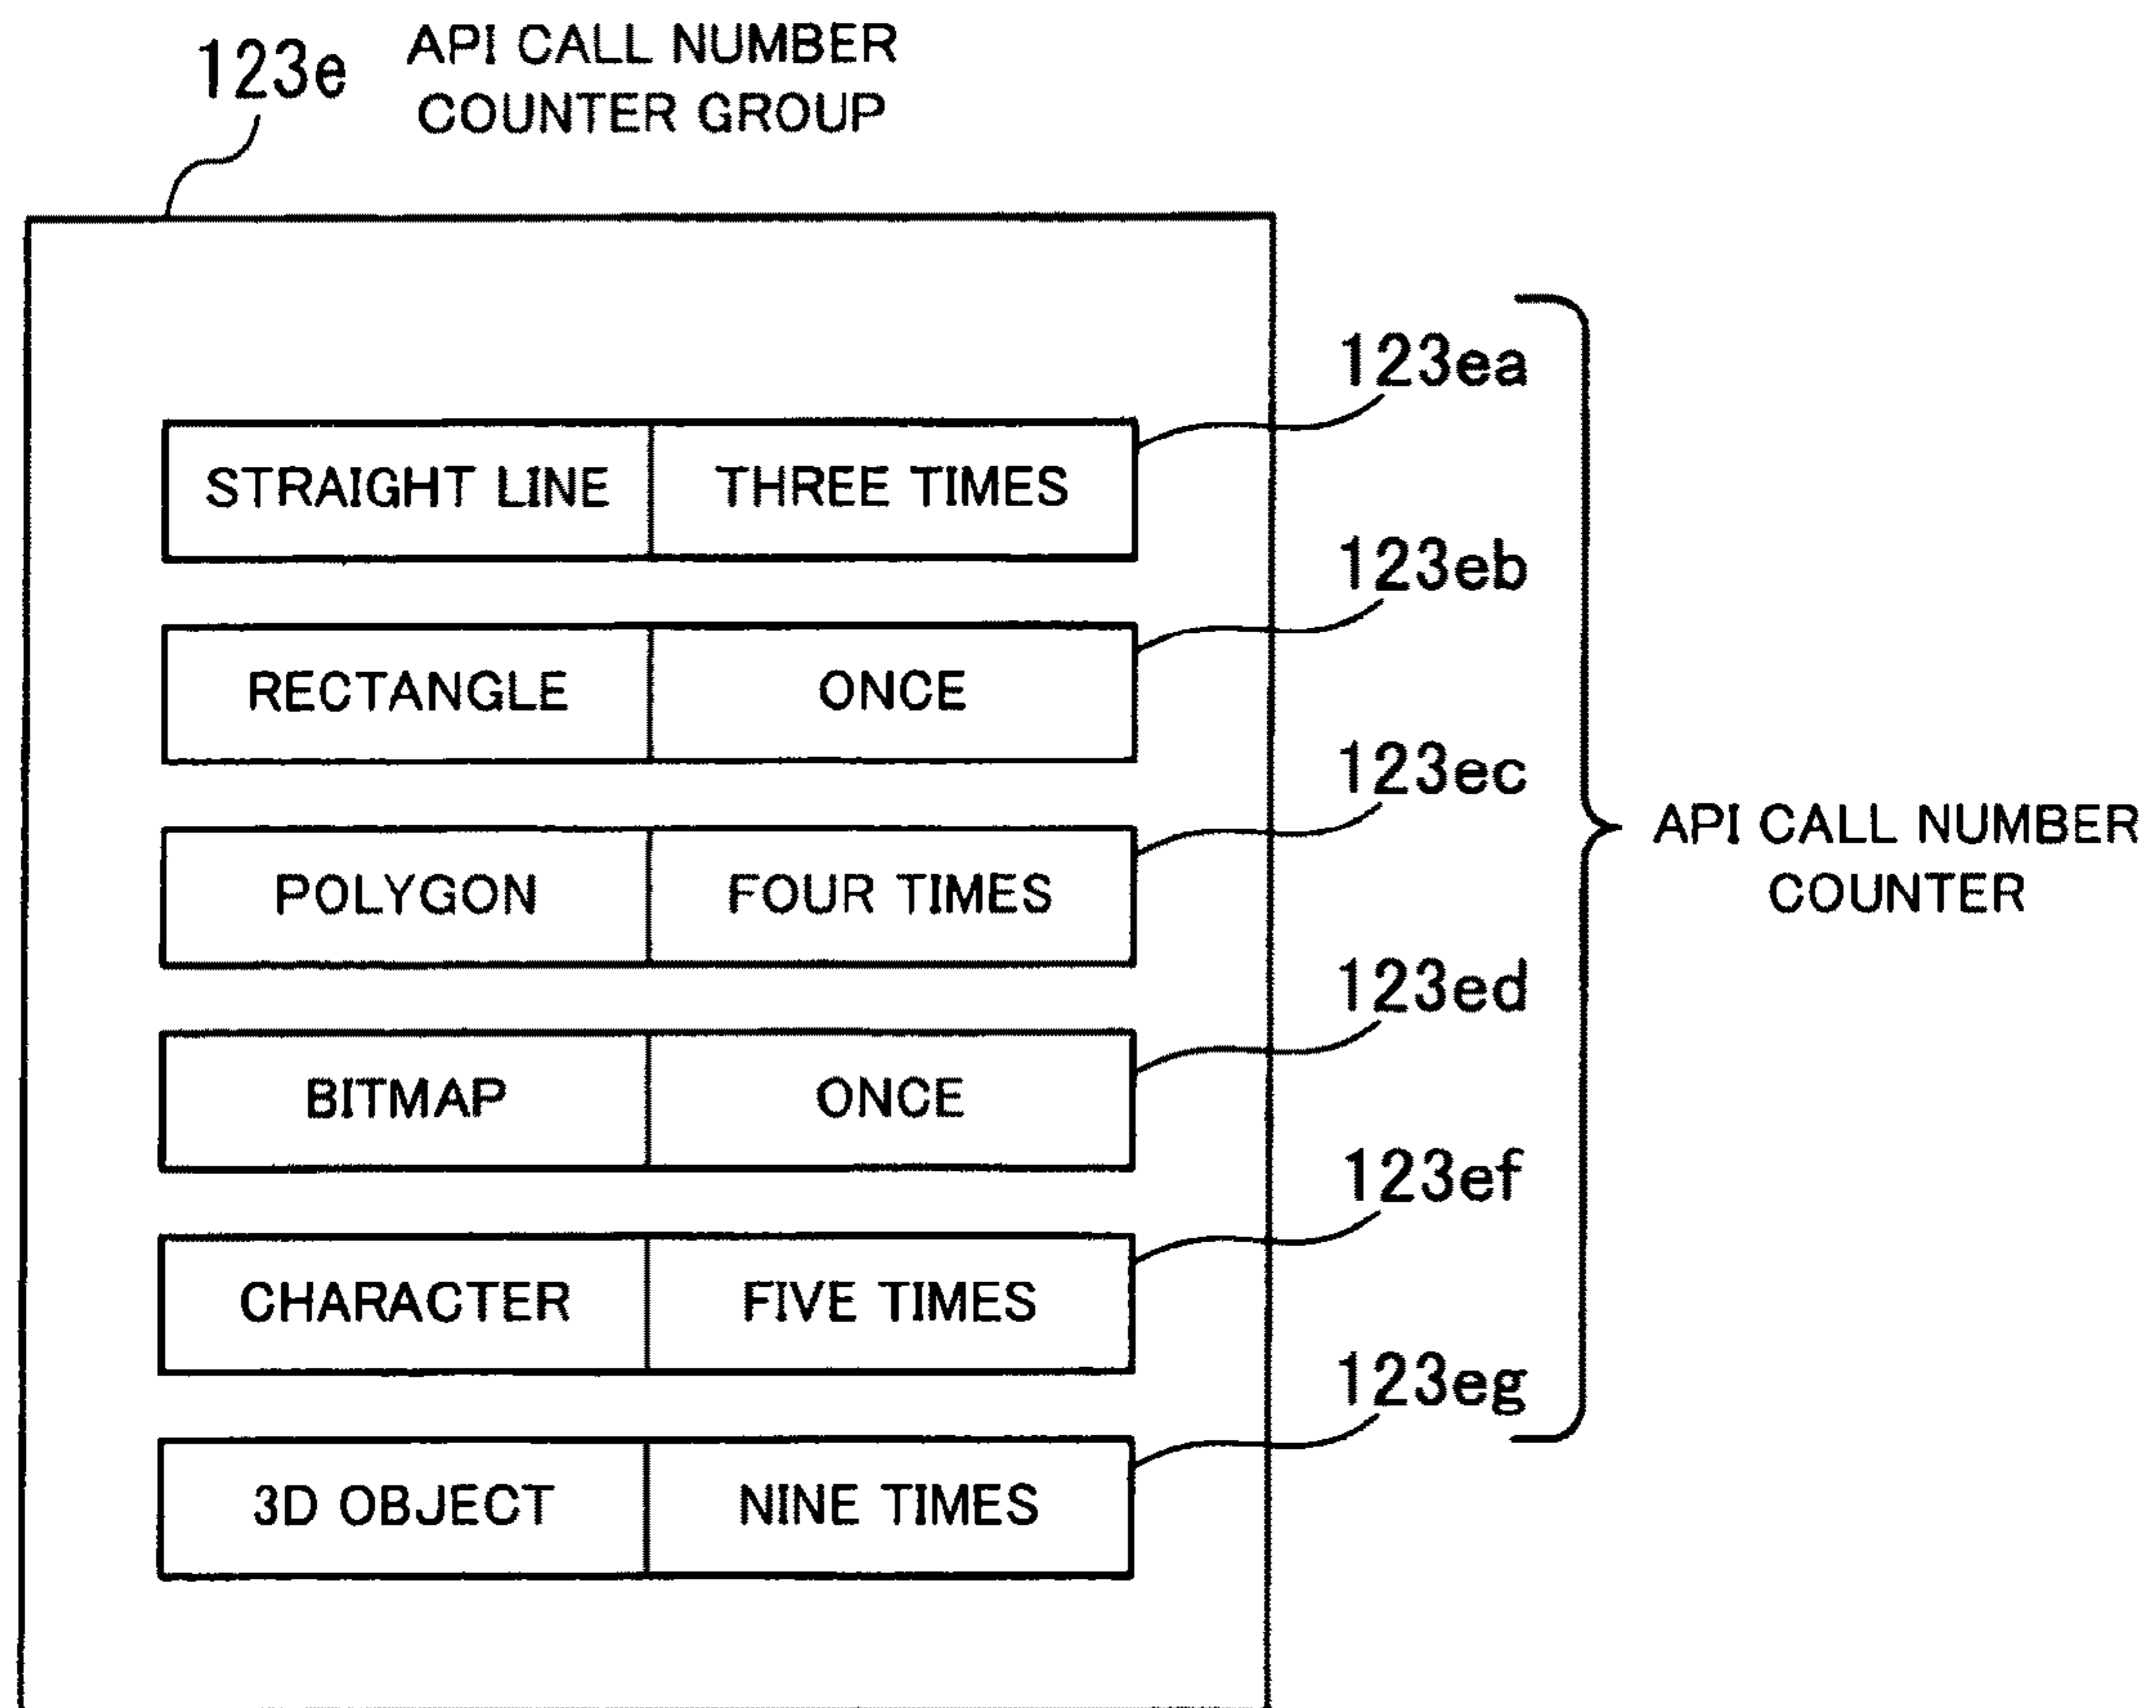 123e
API CALL NUMBER
COUNTER GROUP
123ea
STRAIGHT LINE THREE TIMES
123eb
RECTANGLE ONCE
123ec
POLYGON FOUR TIMES
API CALL NUMBER
COUNTER
123ed
BITMAP ONCE
123ef
CHARACTER FIVE TIMES
123eg
3D OBJECT NINE TIMES